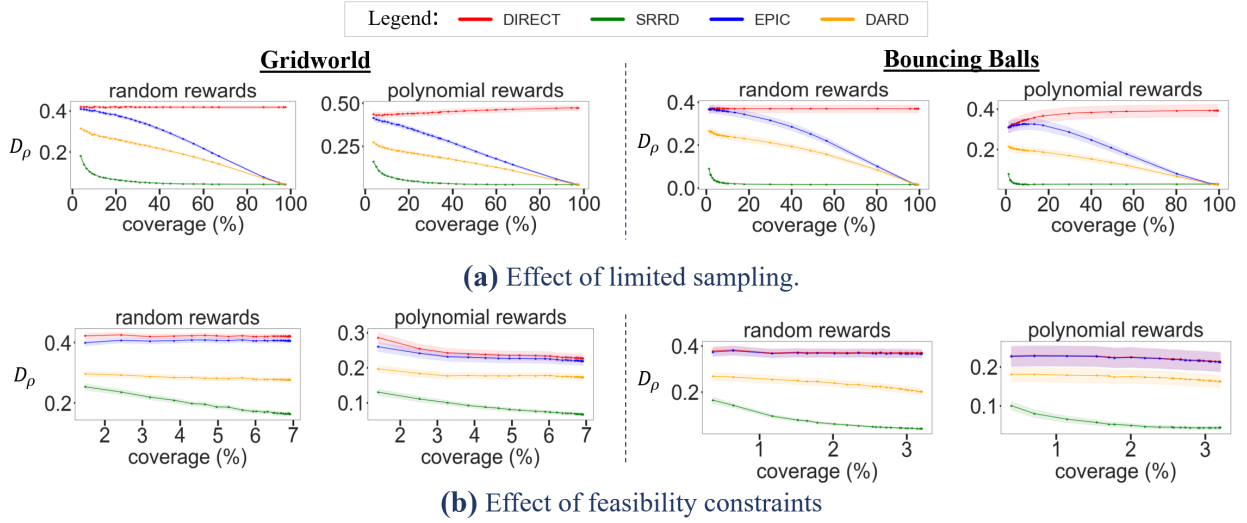 Legend: DIRECT SRRD EPIC DARD
Gridworld
Bouncing Balls
random rewards
polynomial rewards
random rewards
polynomial rewards
Dρ
0.4
0.2
0.50
0.25
0.4
0.2
0.0
0.4
0.2
0 20 40 60 80 100
0 20 40 60 80 100
0 20 40 60 80 100
0 20 40 60 80 100
coverage (%)
coverage (%)
coverage (%)
coverage (%)
(a) Effect of limited sampling.
random rewards
polynomial rewards
random rewards
polynomial rewards
Dρ
0.4
0.3
0.2
0.3
0.2
0.1
0.4
0.2
0.2
0.1
2 3 4 5 6 7
2 3 4 5 6 7
1 2 3
1 2 3
coverage (%)
coverage (%)
coverage (%)
coverage (%)
(b) Effect of feasibility constraints